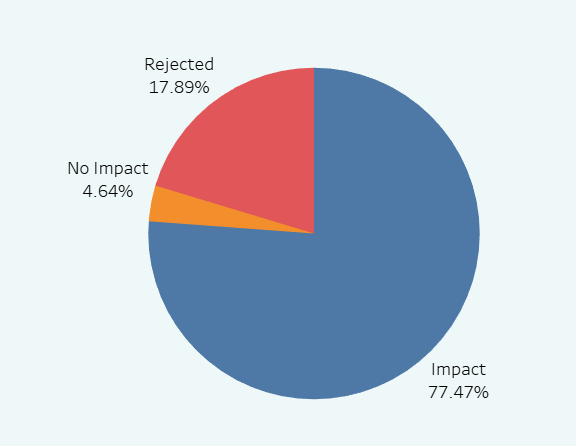 Rejected
17.89%
No Impact
4.64%
Impact
77.47%